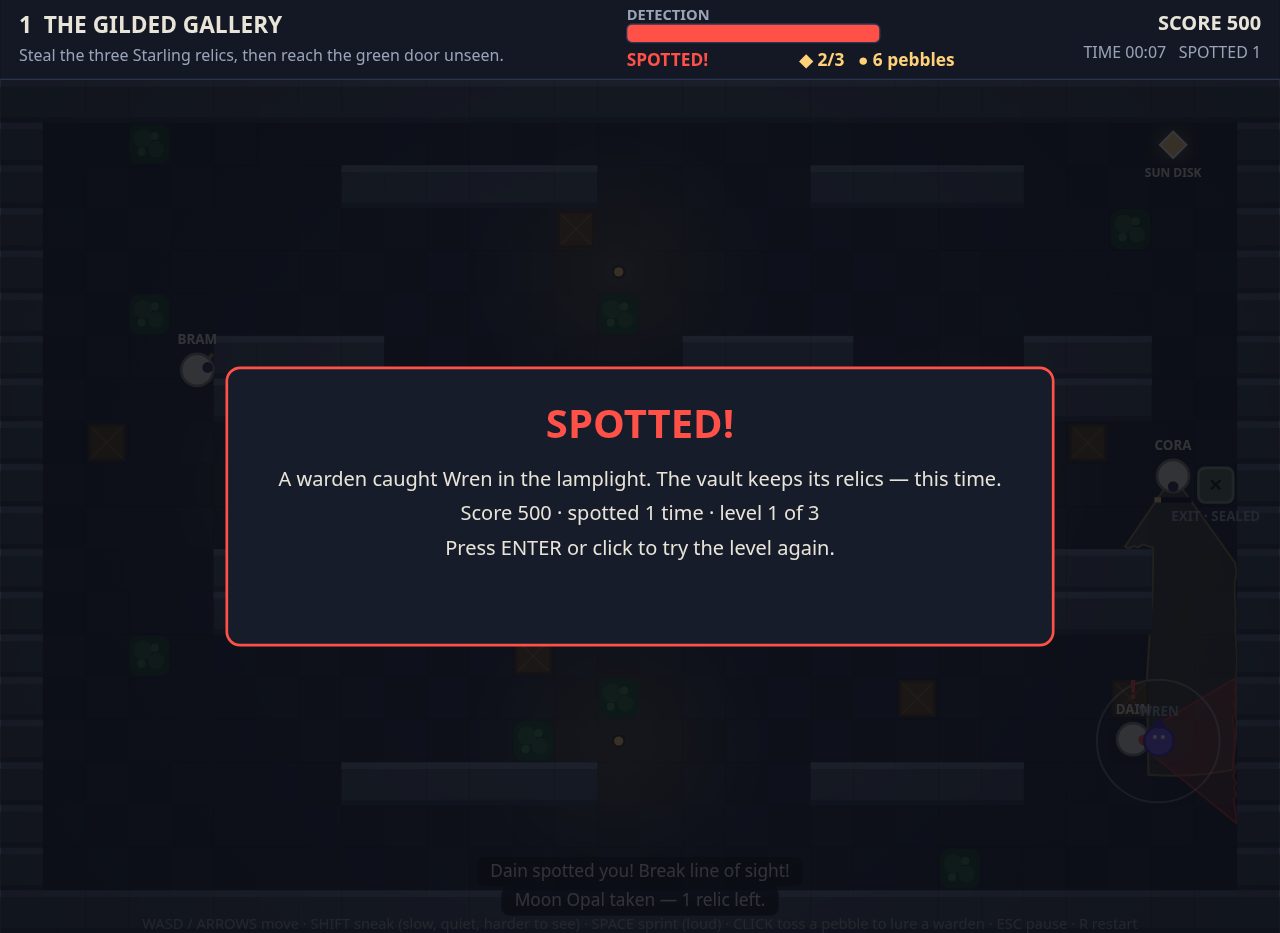 1 THE GILDED GALLERY
Steal the three Starling relics, then reach the green door unseen.
DETECTION
SPOTTED!
◆ 2/3 ● 6 pebbles
SCORE 500
TIME 00:07 SPOTTED 1
SUN DISK
BRAM
CORA
EXIT · SEALED
SPOTTED!
A warden caught Wren in the lamplight. The vault keeps its relics — this time.
Score 500 · spotted 1 time · level 1 of 3
Press ENTER or click to try the level again.
!
DAIN
WREN
Dain spotted you! Break line of sight!
Moon Opal taken — 1 relic left.
WASD / ARROWS move · SHIFT sneak (slow, quiet, harder to see) · SPACE sprint (loud) · CLICK toss a pebble to lure a warden · ESC pause · R restart